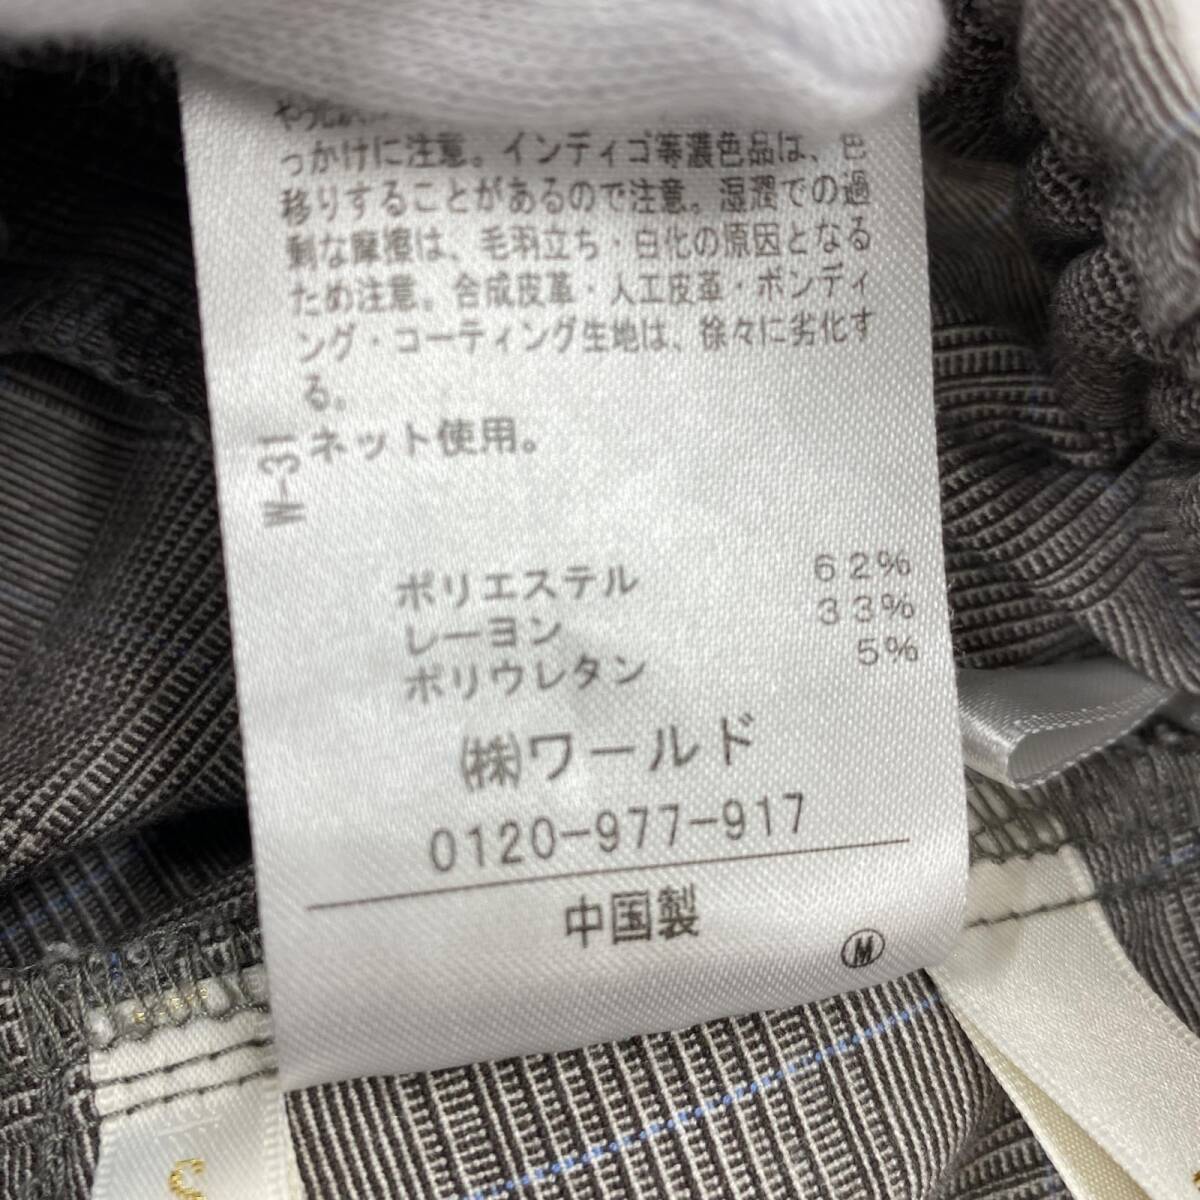 っかけに注意。インディゴ等濃色品は、色
移りすることがあるので注意。湿潤での過
剰な摩擦は、毛羽立ち・白化の原因となる
ため注意。合成皮革・人工皮革・ボンディ
ング・コーティング生地は、徐々に劣化す
る。
ネット使用。
W-31
ポリエステル 62%
レーヨン 33%
ポリウレタン 5%
㈱ワールド
0120-977-917
中国製
M
S